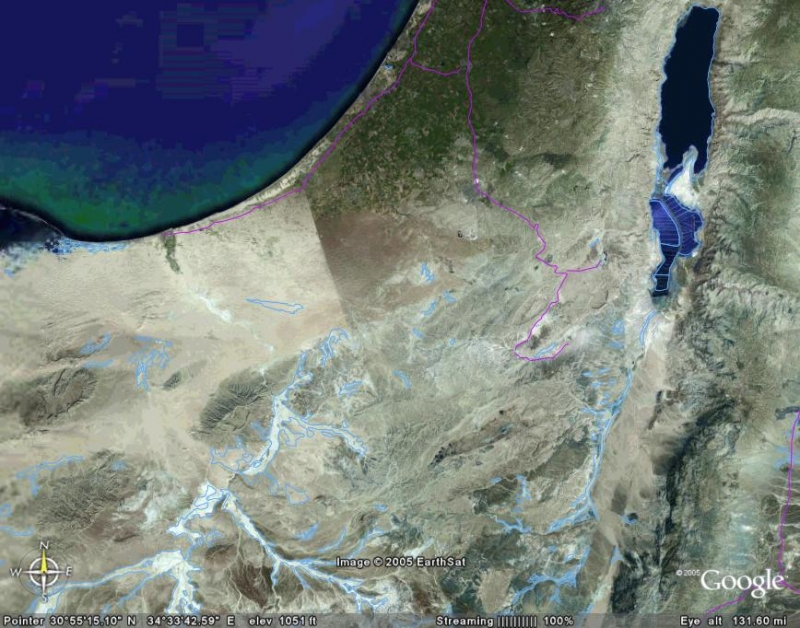 N
W E
S
Image © 2005 EarthSat
© 2005 Google
Pointer 30°55'15.10" N 34°33'42.59" E elev 1051 ft Streaming |||||||||| 100% Eye alt 131.60 mi